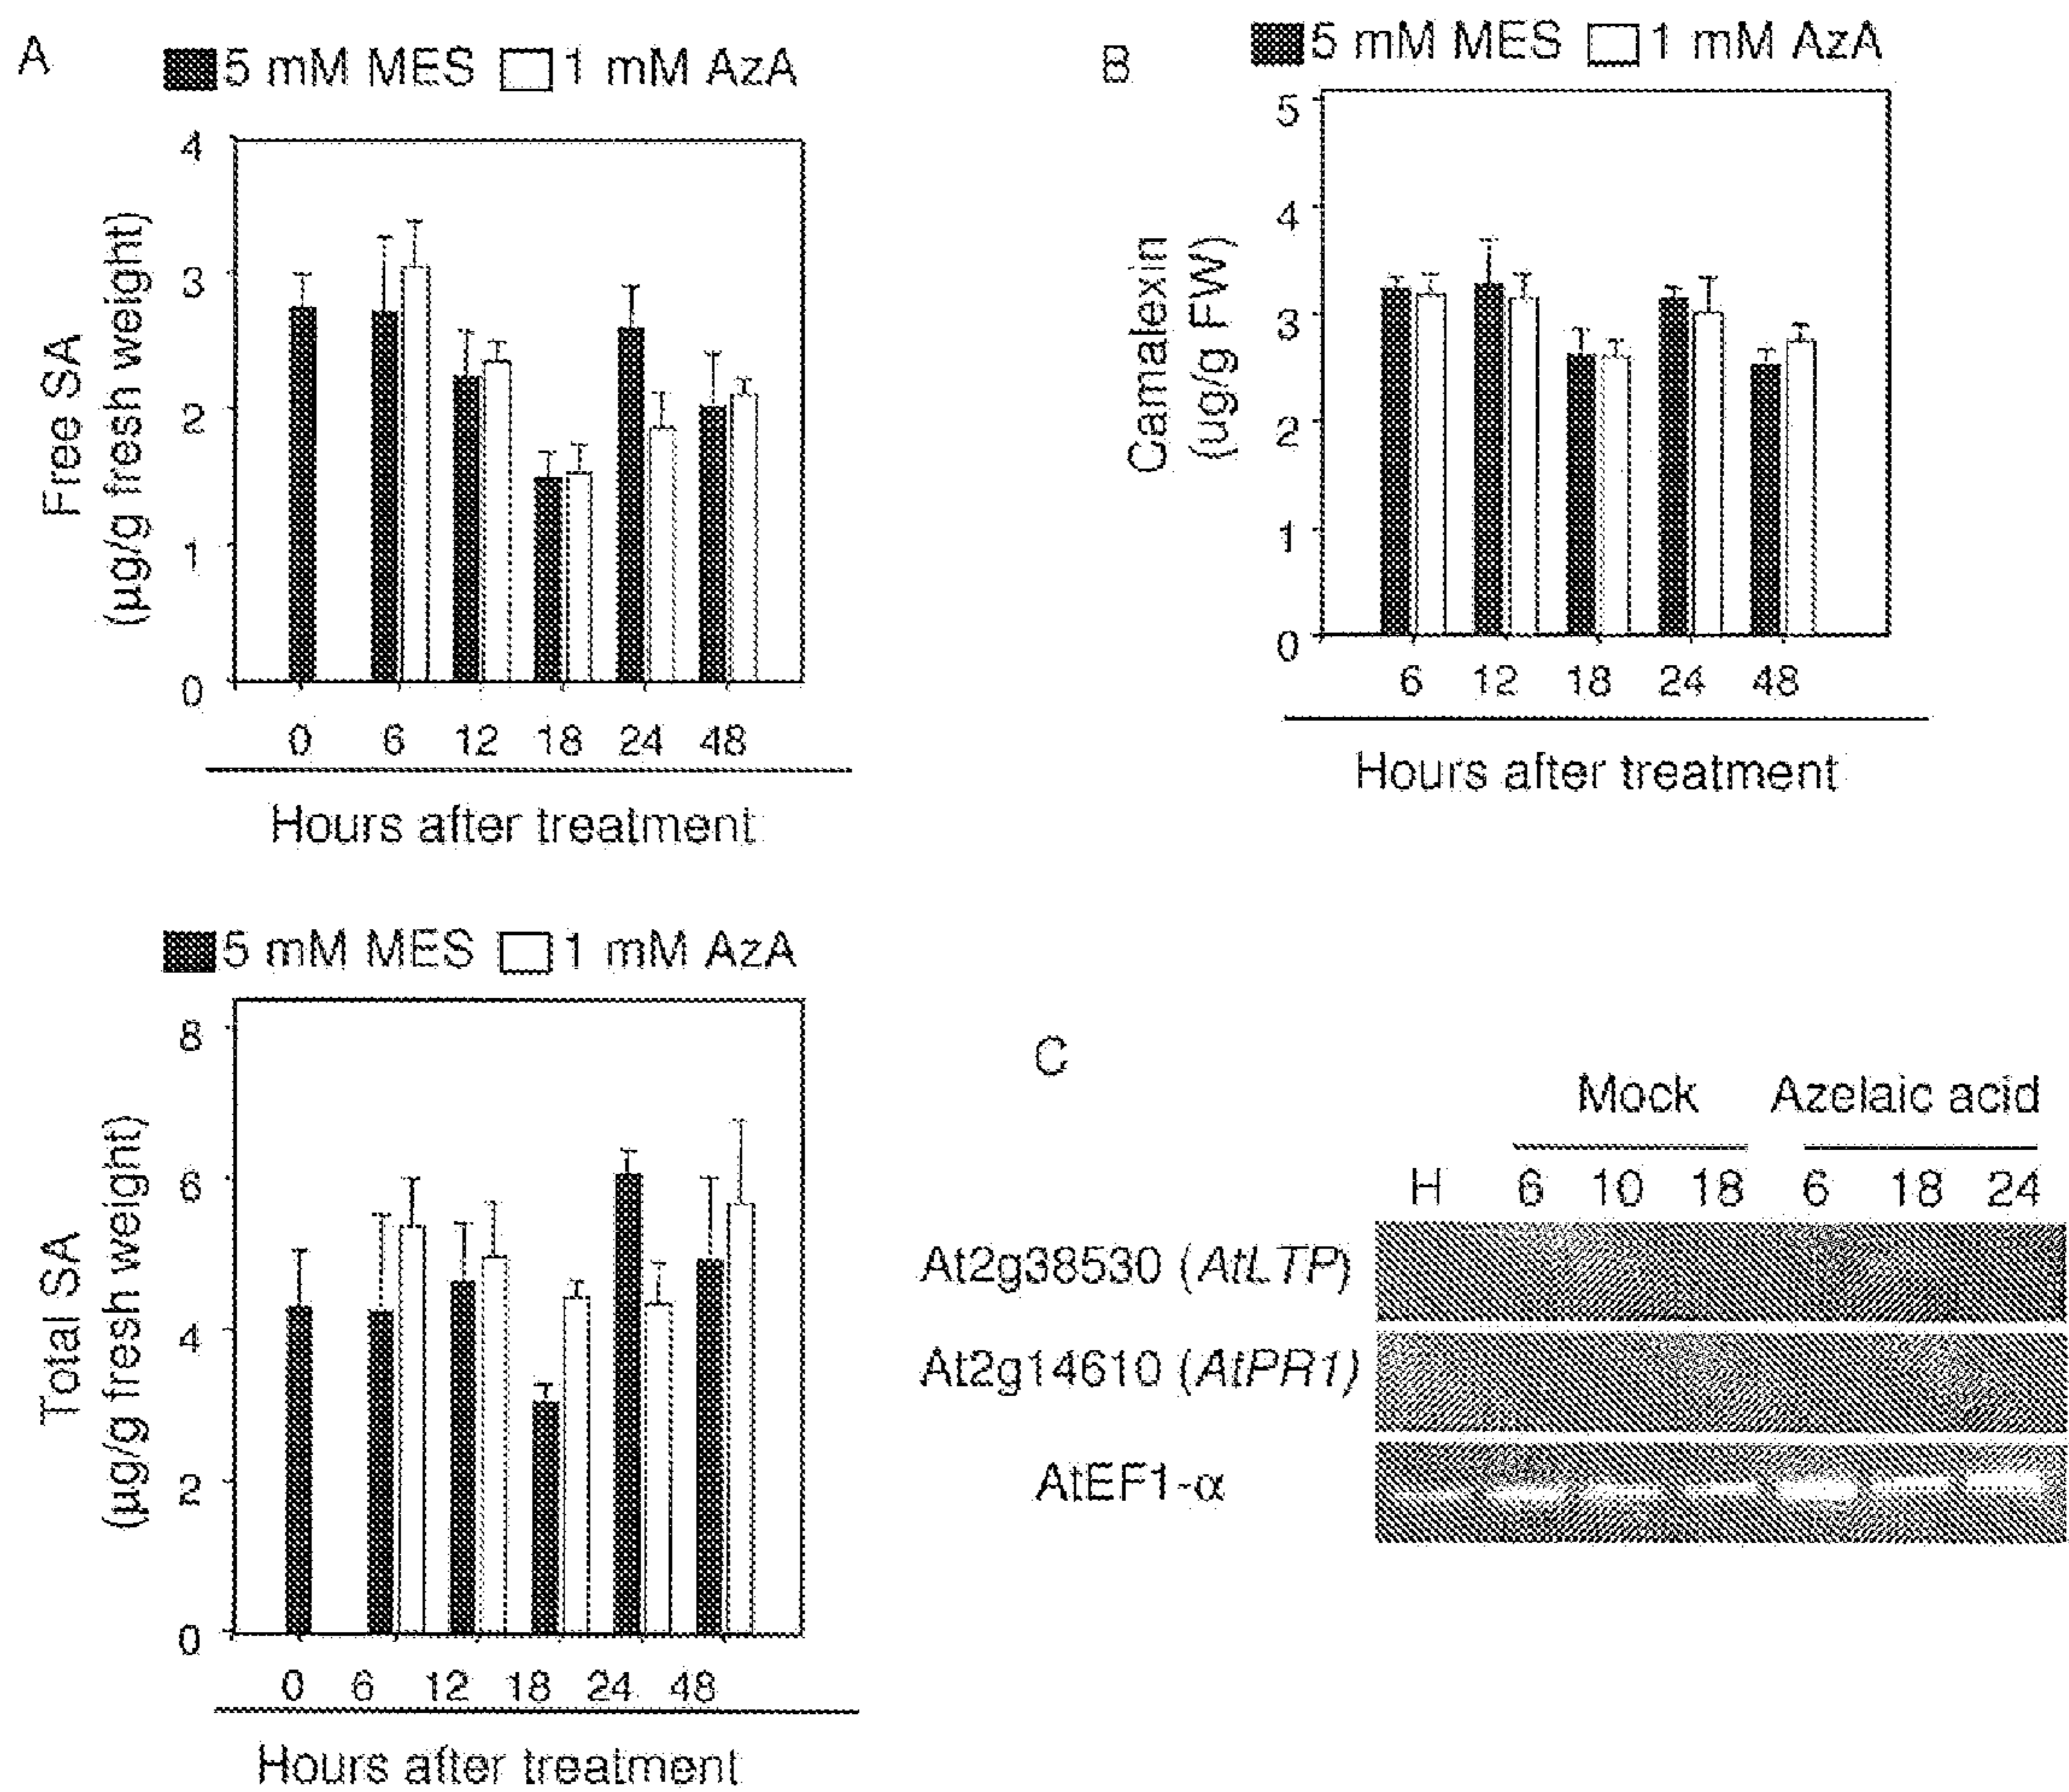 A
5 mM MES 1 mM AzA
4
3
2
1
0
Free SA
(µg/g fresh weight)
0 6 12 18 24 48
Hours after treatment
B
5 mM MES 1 mM AzA
5
4
3
2
1
0
Camalexin
(ug/g FW)
6 12 18 24 48
Hours after treatment
5 mM MES 1 mM AzA
8
6
4
2
0
Total SA
(µg/g fresh weight)
0 6 12 18 24 48
Hours after treatment
C
Mock Azelaic acid
H 6 10 18 6 18 24
At2g38530 (AtLTP)
At2g14610 (AtPR1)
AtEF1-α